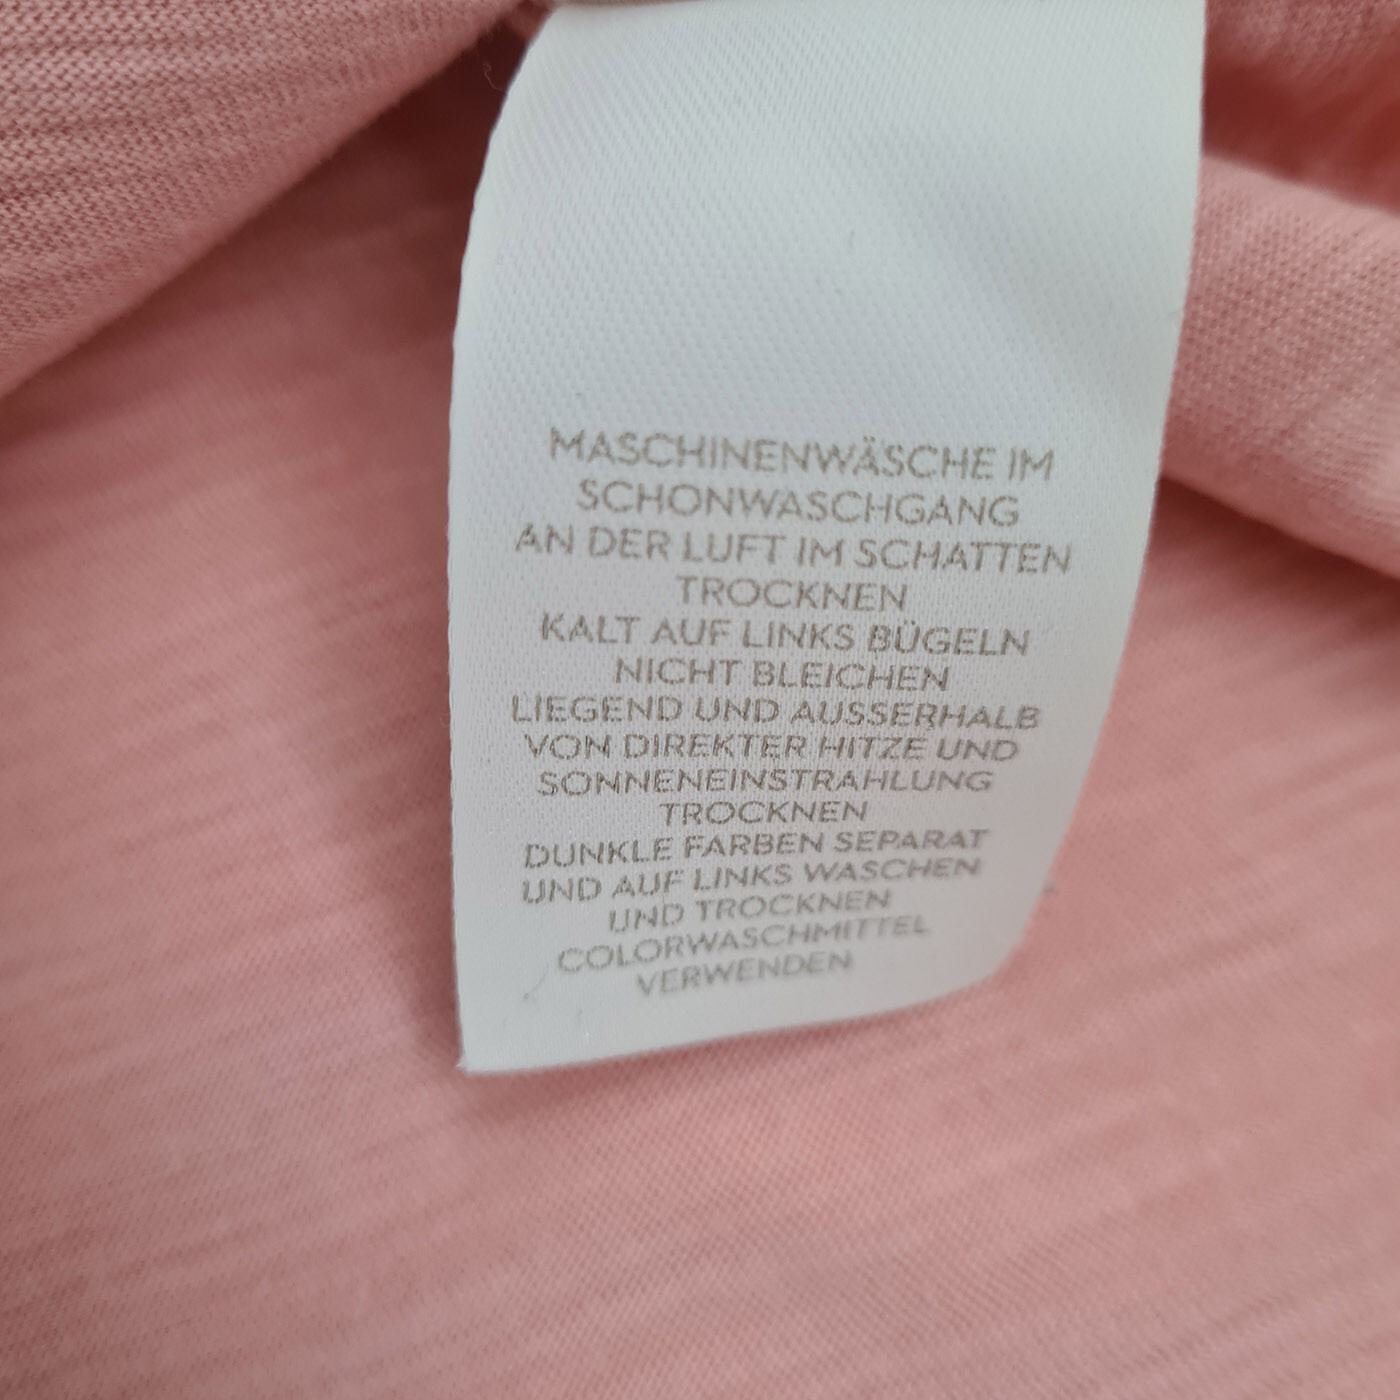 MASCHINENWÄSCHE IM
SCHONWASCHGANG
AN DER LUFT IM SCHATTEN
TROCKNEN
KALT AUF LINKS BÜGELN
NICHT BLEICHEN
LIEGEND UND AUSSERHALB
VON DIREKTER HITZE UND
SONNENEINSTRAHLUNG
TROCKNEN
DUNKLE FARBEN SEPARAT
UND AUF LINKS WASCHEN
UND TROCKNEN
COLORWASCHMITTEL
VERWENDEN